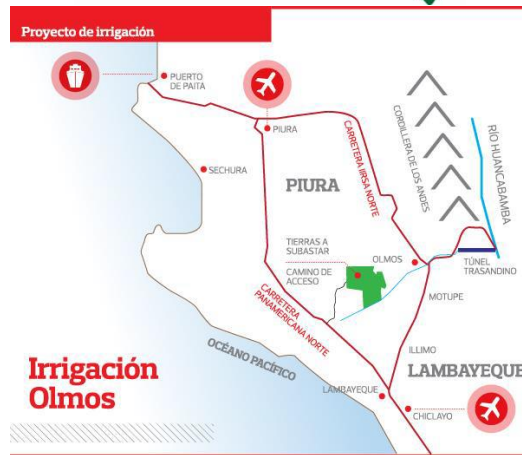 Proyecto de irrigación
PUERTO
DE PAITA
PIURA
SECHURA
PIURA
CARRETERA IIRSA NORTE
CORDILLERA DE LOS ANDES
RÍO HUANCABAMBA
TIERRAS A
SUBASTAR
OLMOS
CAMINO DE
ACCESO
TÚNEL
TRASANDINO
MOTUPE
CARRETERA
PANAMERICANA NORTE
OCÉANO PACÍFICO
ILLIMO
LAMBAYEQUE
Irrigación
Olmos
LAMBAYEQUE
CHICLAYO